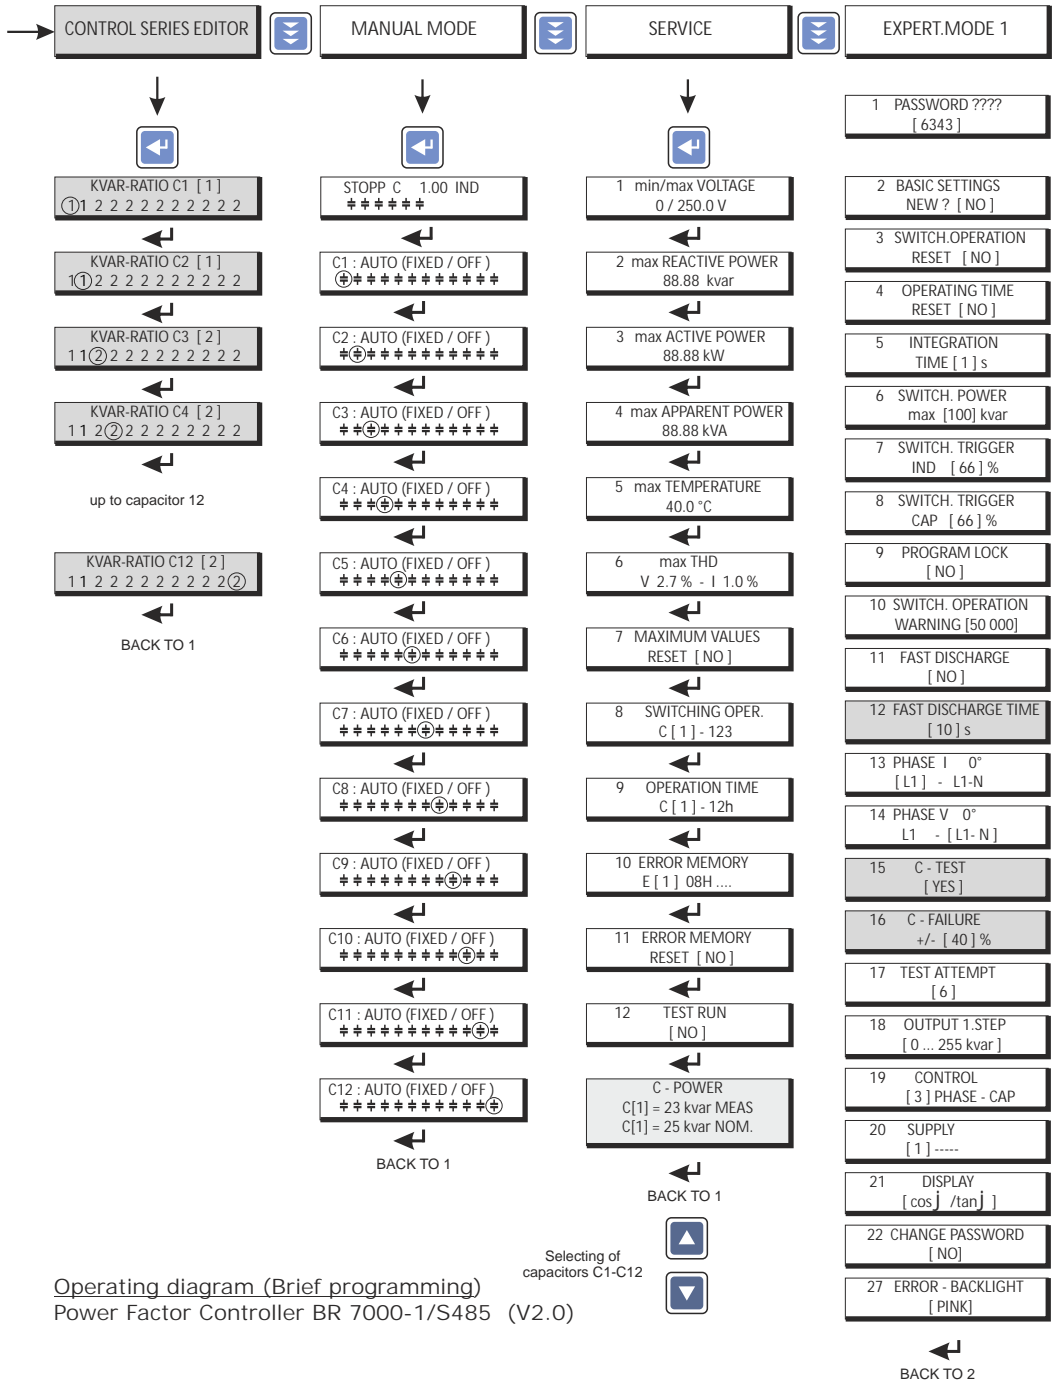 CONTROL SERIES EDITOR
MANUAL MODE
SERVICE
EXPERT.MODE 1
KVAR-RATIO C1 [ 1 ]
1 1 2 2 2 2 2 2 2 2 2 2
KVAR-RATIO C2 [ 1 ]
1 1 2 2 2 2 2 2 2 2 2 2
KVAR-RATIO C3 [ 2 ]
1 1 2 2 2 2 2 2 2 2 2 2
KVAR-RATIO C4 [ 2 ]
1 1 2 2 2 2 2 2 2 2 2 2
up to capacitor 12
KVAR-RATIO C12 [ 2 ]
1 1 2 2 2 2 2 2 2 2 2 2
BACK TO 1
STOPP C 1.00 IND
C1 : AUTO (FIXED / OFF )
C2 : AUTO (FIXED / OFF )
C3 : AUTO (FIXED / OFF )
C4 : AUTO (FIXED / OFF )
C5 : AUTO (FIXED / OFF )
C6 : AUTO (FIXED / OFF )
C7 : AUTO (FIXED / OFF )
C8 : AUTO (FIXED / OFF )
C9 : AUTO (FIXED / OFF )
C10 : AUTO (FIXED / OFF )
C11 : AUTO (FIXED / OFF )
C12 : AUTO (FIXED / OFF )
BACK TO 1
1 min/max VOLTAGE
0 / 250.0 V
2 max REACTIVE POWER
88.88 kvar
3 max ACTIVE POWER
88.88 kW
4 max APPARENT POWER
88.88 kVA
5 max TEMPERATURE
40.0 °C
6 max THD
V 2.7 % - I 1.0 %
7 MAXIMUM VALUES
RESET [ NO ]
8 SWITCHING OPER.
C [ 1 ] - 123
9 OPERATION TIME
C [ 1 ] - 12h
10 ERROR MEMORY
E [ 1 ] 08H ....
11 ERROR MEMORY
RESET [ NO ]
12 TEST RUN
[ NO ]
C - POWER
C[1] = 23 kvar MEAS
C[1] = 25 kvar NOM.
BACK TO 1
Selecting of
capacitors C1-C12
1 PASSWORD ????
[ 6343 ]
2 BASIC SETTINGS
NEW ? [ NO ]
3 SWITCH.OPERATION
RESET [ NO ]
4 OPERATING TIME
RESET [ NO ]
5 INTEGRATION
TIME [ 1 ] s
6 SWITCH. POWER
max [100] kvar
7 SWITCH. TRIGGER
IND [ 66 ] %
8 SWITCH. TRIGGER
CAP [ 66 ] %
9 PROGRAM LOCK
[ NO ]
10 SWITCH. OPERATION
WARNING [50 000]
11 FAST DISCHARGE
[ NO ]
12 FAST DISCHARGE TIME
[ 10 ] s
13 PHASE I 0°
[ L1 ] - L1-N
14 PHASE V 0°
L1 - [ L1- N ]
15 C - TEST
[ YES ]
16 C - FAILURE
+/- [ 40 ] %
17 TEST ATTEMPT
[ 6 ]
18 OUTPUT 1.STEP
[ 0 ... 255 kvar ]
19 CONTROL
[ 3 ] PHASE - CAP
20 SUPPLY
[ 1 ] -----
21 DISPLAY
[ cos j /tan j ]
22 CHANGE PASSWORD
[ NO]
27 ERROR - BACKLIGHT
[ PINK]
BACK TO 2
Operating diagram (Brief programming)
Power Factor Controller BR 7000-1/S485 (V2.0)